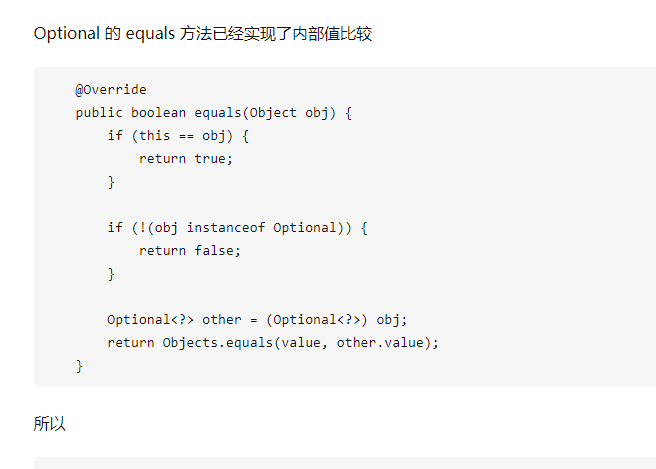 Optional 的 equals 方法已经实现了内部值比较
@Override
public boolean equals(Object obj) {
if (this == obj) {
return true;
}
if (!(obj instanceof Optional)) {
return false;
}
Optional<?> other = (Optional<?>) obj;
return Objects.equals(value, other.value);
}
所以